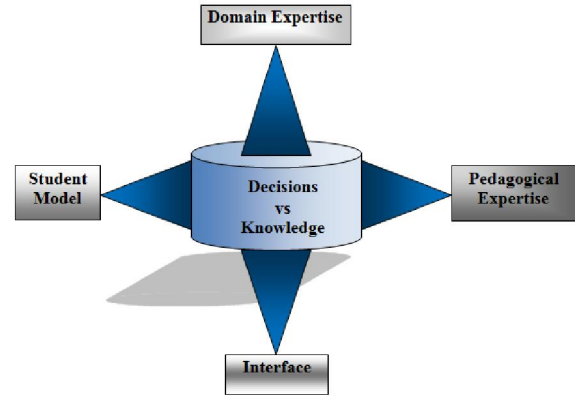 Domain Expertise
Student
Model
Decisions
vs
Knowledge
Pedagogical
Expertise
Interface